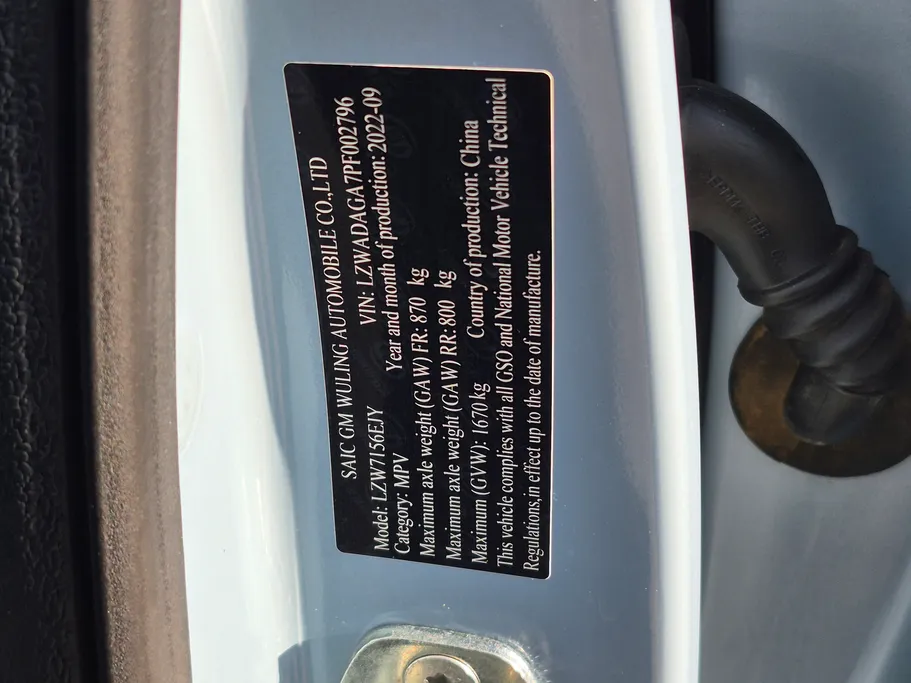 SAIC GM WULING AUTOMOBILE CO.,LTD
Model: LZW7156EJY VIN: LZWADAGA7PF002796
Category: MPV Year and month of production: 2022-09
Maximum axle weight (GAW) FR: 870 kg
Maximum axle weight (GAW) RR: 800 kg
Maximum (GVW): 1670 kg Country of production: China
This vehicle complies with all GSO and National Motor Vehicle Technical
Regulations,in effect up to the date of manufacture.